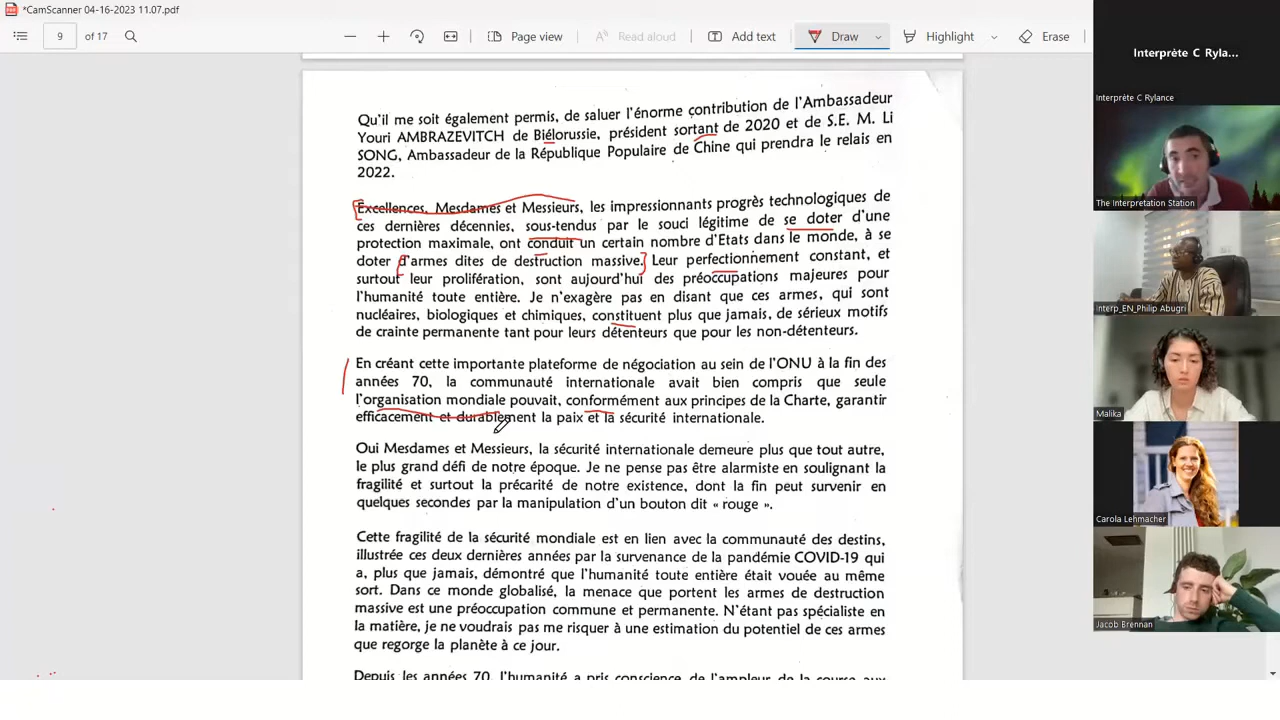 *CamScanner 04-16-2023 11.07.pdf
9 of 17 Page view Read aloud Add text Draw Highlight Erase
Qu'il me soit également permis, de saluer l'énorme contribution de l'Ambassadeur
Youri AMBRAZEVITCH de Biélorussie, président sortant de 2020 et de S.E. M. Li
SONG, Ambassadeur de la République Populaire de Chine qui prendra le relais en
2022.
Excellences, Mesdames et Messieurs, les impressionnants progrès technologiques de
ces dernières décennies, sous-tendus par le souci légitime de se doter d'une
protection maximale, ont conduit un certain nombre d'Etats dans le monde, à se
doter d'armes dites de destruction massive. Leur perfectionnement constant, et
surtout leur prolifération, sont aujourd'hui des préoccupations majeures pour
l'humanité toute entière. Je n'exagère pas en disant que ces armes, qui sont
nucléaires, biologiques et chimiques, constituent plus que jamais, de sérieux motifs
de crainte permanente tant pour leurs détenteurs que pour les non-détenteurs.
En créant cette importante plateforme de négociation au sein de l'ONU à la fin des
années 70, la communauté internationale avait bien compris que seule
l'organisation mondiale pouvait, conformément aux principes de la Charte, garantir
efficacement et durablement la paix et la sécurité internationale.
Oui Mesdames et Messieurs, la sécurité internationale demeure plus que tout autre,
le plus grand défi de notre époque. Je ne pense pas être alarmiste en soulignant la
fragilité et surtout la précarité de notre existence, dont la fin peut survenir en
quelques secondes par la manipulation d'un bouton dit « rouge ».
Cette fragilité de la sécurité mondiale est en lien avec la communauté des destins,
illustrée ces deux dernières années par la survenance de la pandémie COVID-19 qui
a, plus que jamais, démontré que l'humanité toute entière était vouée au même
sort. Dans ce monde globalisé, la menace que portent les armes de destruction
massive est une préoccupation commune et permanente. N'étant pas spécialiste en
la matière, je ne voudrais pas me risquer à une estimation du potentiel de ces armes
que regorge la planète à ce jour.
Depuis les années 70, l'humanité a pris conscience de l'ampleur de la course aux
Interprète C Ryla...
Interprète C Rylance
The Interpretation Station
Interp_EN_Philip Abugri
Malika
Carola Lehmacher
Jacob Brennan